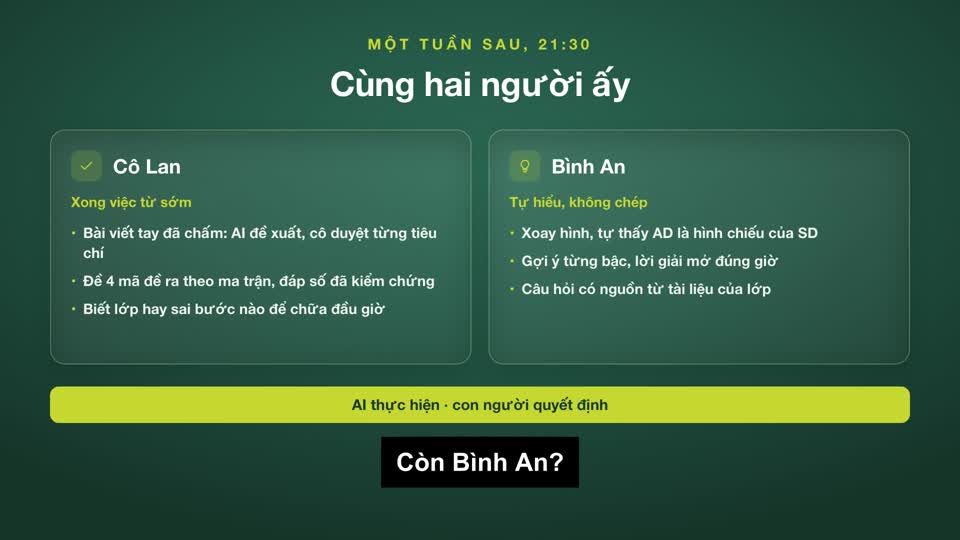 MỘT TUẦN SAU, 21:30
Cùng hai người ấy
Cô Lan
Xong việc từ sớm
• Bài viết tay đã chấm: AI đề xuất, cô duyệt từng tiêu
chí
• Đề 4 mã đề ra theo ma trận, đáp số đã kiểm chứng
• Biết lớp hay sai bước nào để chữa đầu giờ
Bình An
Tự hiểu, không chép
• Xoay hình, tự thấy AD là hình chiếu của SD
• Gợi ý từng bậc, lời giải mở đúng giờ
• Câu hỏi có nguồn từ tài liệu của lớp
AI thực hiện · con người quyết định
Còn Bình An?